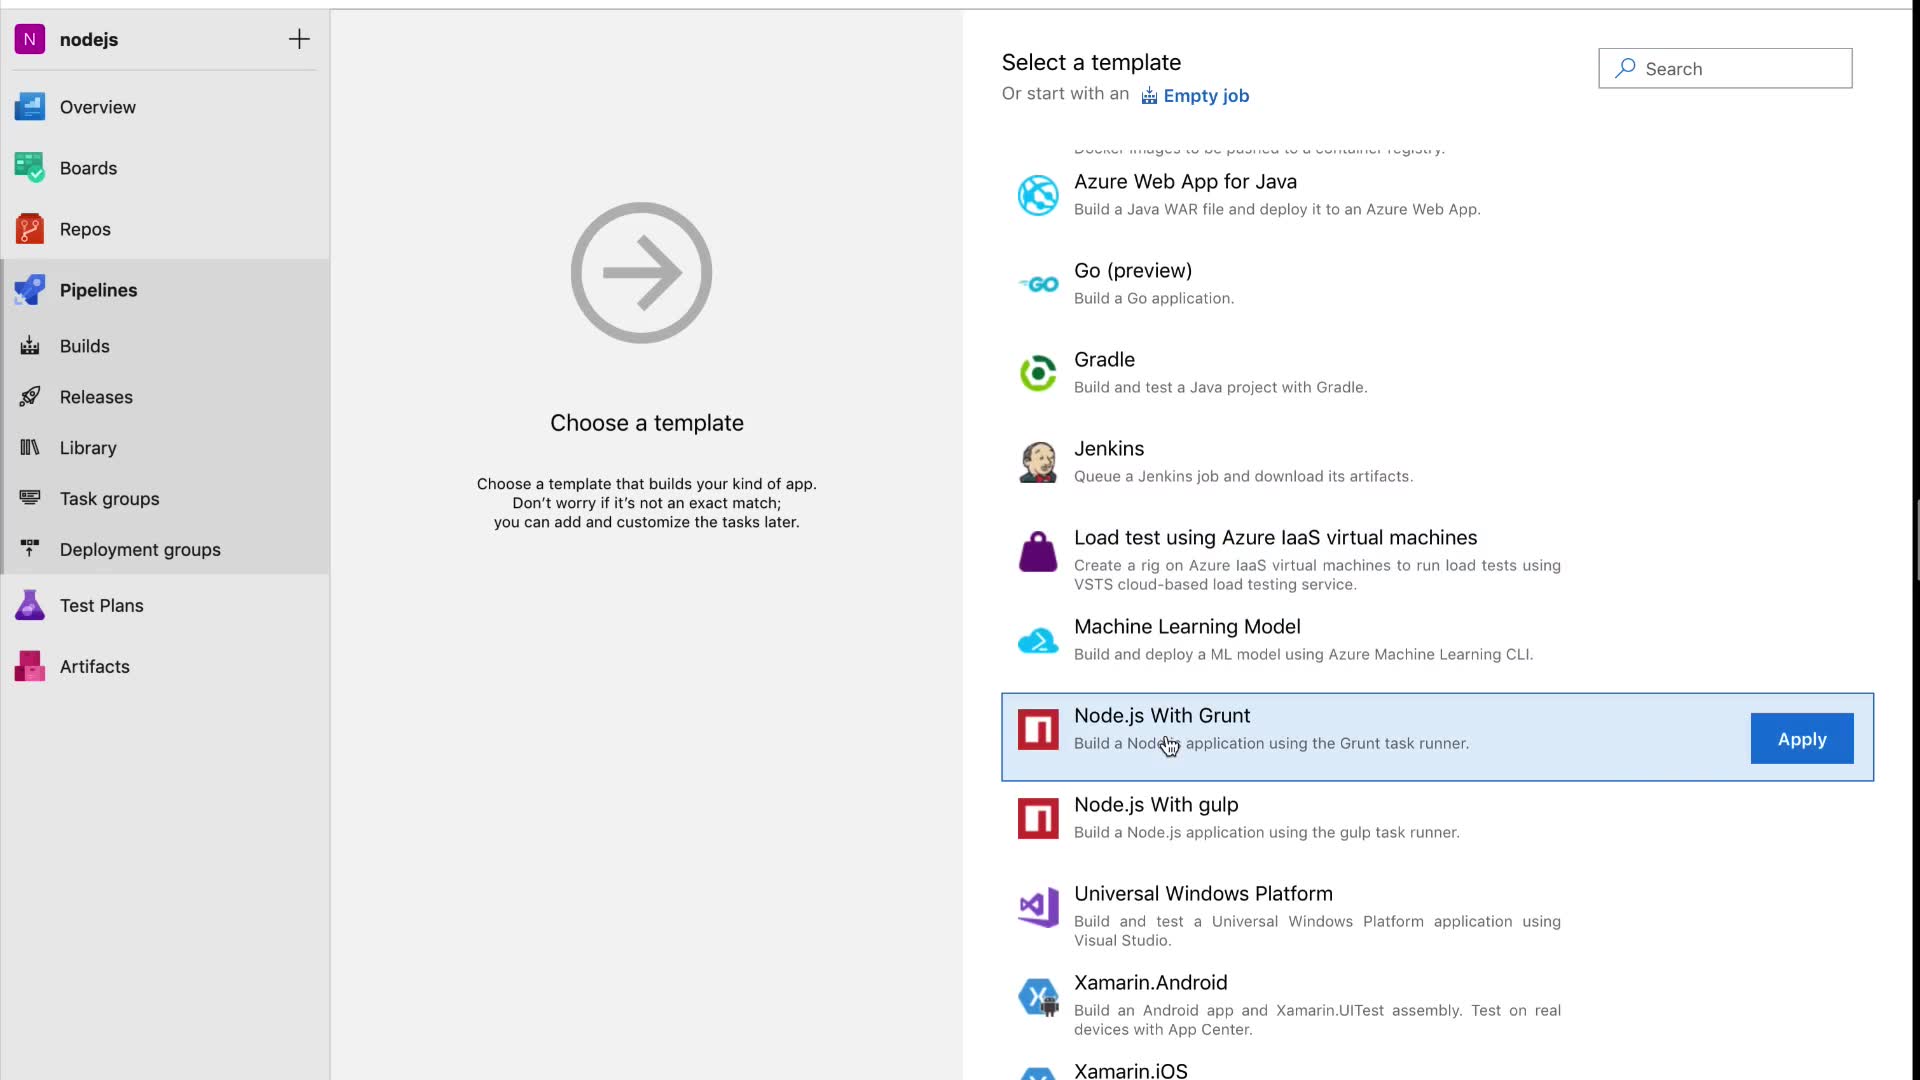 N nodejs
Overview
Boards
Repos
Pipelines
Builds
Releases
Library
Task groups
Deployment groups
Test Plans
Artifacts
Choose a template
Choose a template that builds your kind of app.
Don't worry if it's not an exact match;
you can add and customize the tasks later.
Select a template
Or start with an Empty job
Search
Docker images to be pushed to a container registry.
Azure Web App for Java
Build a Java WAR file and deploy it to an Azure Web App.
GO
Go (preview)
Build a Go application.
Gradle
Build and test a Java project with Gradle.
Jenkins
Queue a Jenkins job and download its artifacts.
Load test using Azure IaaS virtual machines
Create a rig on Azure IaaS virtual machines to run load tests using
VSTS cloud-based load testing service.
Machine Learning Model
Build and deploy a ML model using Azure Machine Learning CLI.
Node.js With Grunt
Build a Node.js application using the Grunt task runner.
Apply
Node.js With gulp
Build a Node.js application using the gulp task runner.
Universal Windows Platform
Build and test a Universal Windows Platform application using
Visual Studio.
Xamarin.Android
Build an Android app and Xamarin.UITest assembly. Test on real
devices with App Center.
Xamarin.iOS